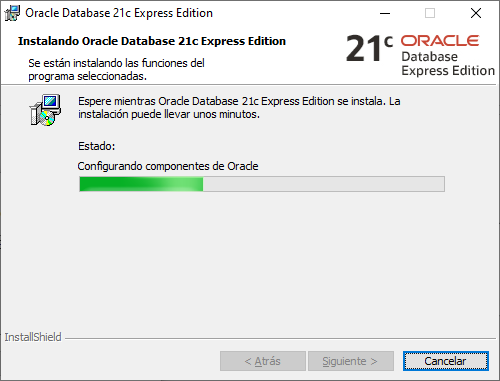 Oracle Database 21c Express Edition
Instalando Oracle Database 21c Express Edition
Se están instalando las funciones del
programa seleccionadas.
21c ORACLE
Database
Express Edition
Espere mientras Oracle Database 21c Express Edition se instala. La
instalación puede llevar unos minutos.
Estado:
Configurando componentes de Oracle
InstallShield
< Atrás
Siguiente >
Cancelar